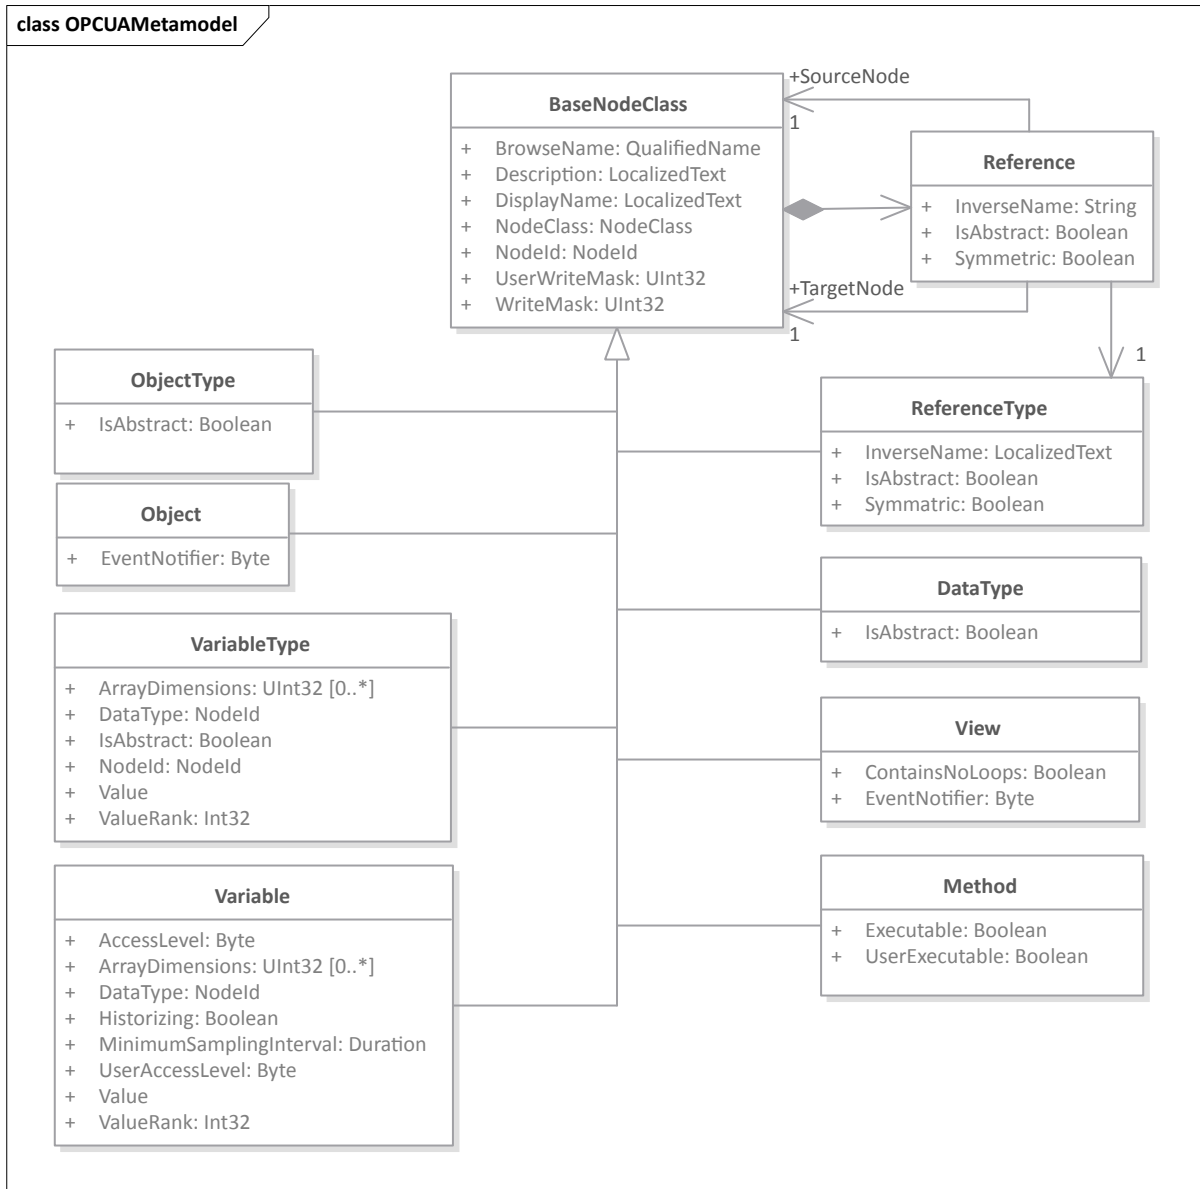 class OPCUAMetamodel
BaseNodeClass
+ BrowseName: QualifiedName
+ Description: LocalizedText
+ DisplayName: LocalizedText
+ NodeClass: NodeClass
+ NodeId: NodeId
+ UserWriteMask: UInt32
+ WriteMask: UInt32
+SourceNode
1
Reference
+ InverseName: String
+ IsAbstract: Boolean
+ Symmetric: Boolean
+TargetNode
1
1
ObjectType
+ IsAbstract: Boolean
ReferenceType
+ InverseName: LocalizedText
+ IsAbstract: Boolean
+ Symmatric: Boolean
Object
+ EventNotifier: Byte
DataType
+ IsAbstract: Boolean
VariableType
+ ArrayDimensions: UInt32 [0..*]
+ DataType: NodeId
+ IsAbstract: Boolean
+ NodeId: NodeId
+ Value
+ ValueRank: Int32
View
+ ContainsNoLoops: Boolean
+ EventNotifier: Byte
Variable
+ AccessLevel: Byte
+ ArrayDimensions: UInt32 [0..*]
+ DataType: NodeId
+ Historizing: Boolean
+ MinimumSamplingInterval: Duration
+ UserAccessLevel: Byte
+ Value
+ ValueRank: Int32
Method
+ Executable: Boolean
+ UserExecutable: Boolean